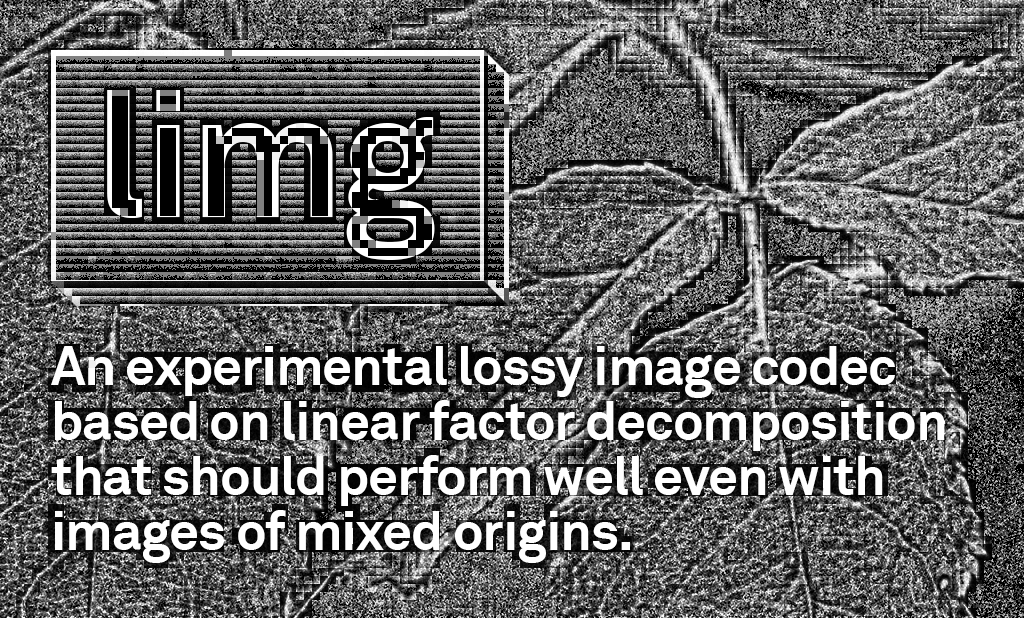 limg
An experimental lossy image codec
based on linear factor decomposition
that should perform well even with
images of mixed origins.